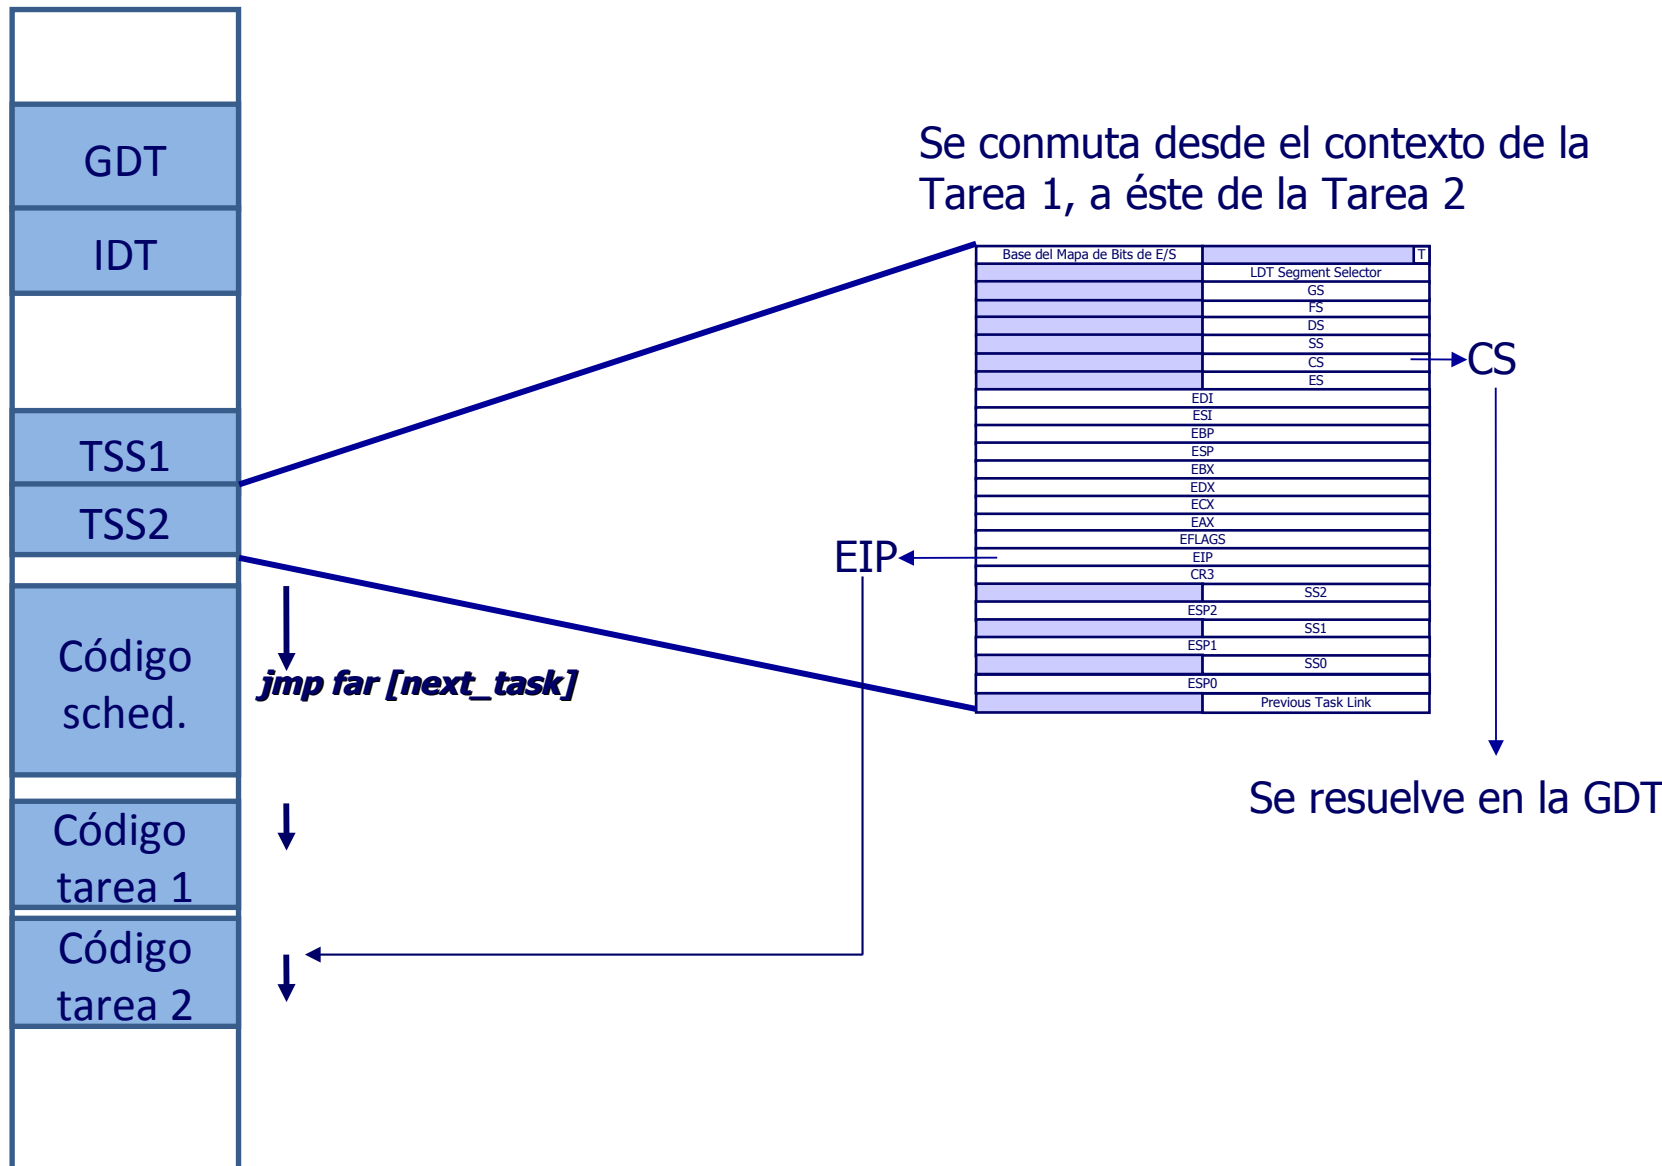 GDT
IDT
TSS1
TSS2
Código
sched.
Código
tarea 1
Código
tarea 2
jmp far [next_task]
Se conmuta desde el contexto de la
Tarea 1, a éste de la Tarea 2
Base del Mapa de Bits de E/S T
LDT Segment Selector
GS
FS
DS
SS
CS
ES
EDI
ESI
EBP
ESP
EBX
EDX
ECX
EAX
EFLAGS
EIP
CR3
SS2
ESP2
SS1
ESP1
SS0
ESP0
Previous Task Link
EIP
CS
Se resuelve en la GDT